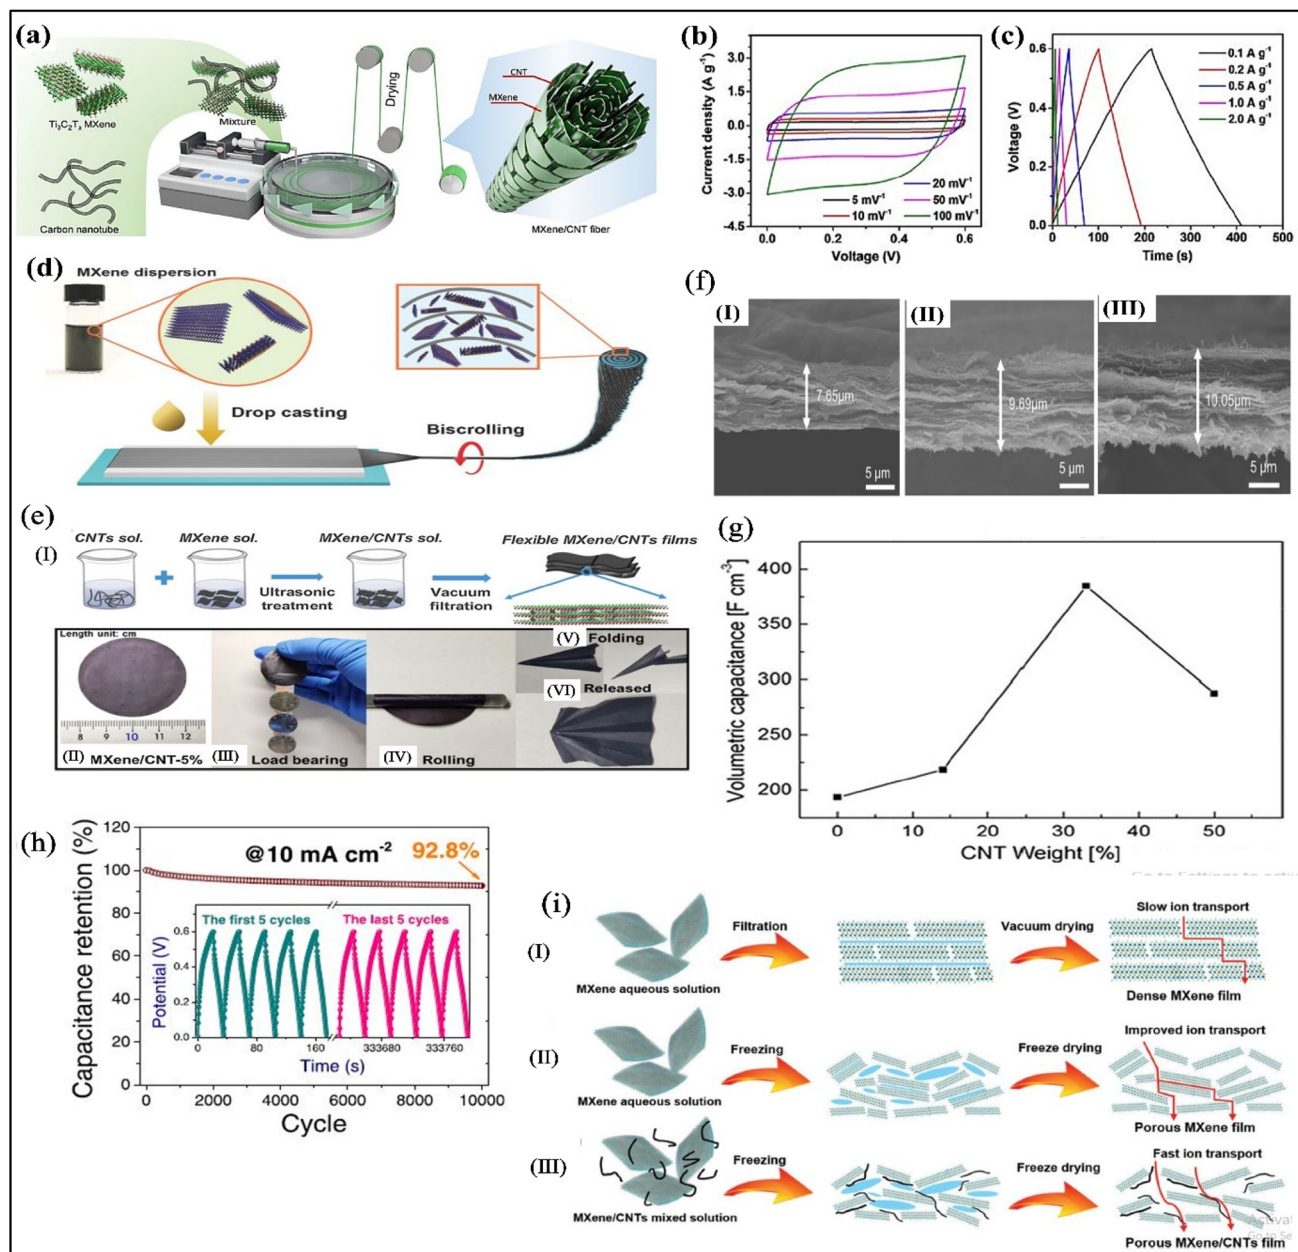 (a)
CNT
MXene
Ti₃C₂Tₓ MXene
Mixture
Drying
Carbon nanotube
MXene/CNT fiber
(b)
Current density (A g⁻¹)
3.0
1.5
0.0
-1.5
-3.0
-4.5
5 mV⁻¹
10 mV⁻¹
20 mV⁻¹
50 mV⁻¹
100 mV⁻¹
0.0 0.2 0.4 0.6
Voltage (V)
(c)
Voltage (V)
0.6
0.4
0.2
0.0
0.1 A g⁻¹
0.2 A g⁻¹
0.5 A g⁻¹
1.0 A g⁻¹
2.0 A g⁻¹
0 100 200 300 400 500
Time (s)
(d)
MXene dispersion
Drop casting
Biscrolling
(e)
(I)
CNTs sol.
MXene sol.
MXene/CNTs sol.
Flexible MXene/CNTs films
+
Ultrasonic
treatment
Vacuum
filtration
Length unit: cm
8 9 10 11 12
(II) MXene/CNT-5%
(III) Load bearing
(IV) Rolling
(V) Folding
(VI) Released
(f)
(I)
7.65μm
5 μm
(II)
9.69μm
5 μm
(III)
10.05μm
5 μm
(g)
Volumetric capacitance [F cm⁻³]
400
350
300
250
200
0 10 20 30 40 50
CNT Weight [%]
(h)
Capacitance retention (%)
120
100
80
60
40
20
0
@10 mA cm⁻²
92.8%
The first 5 cycles
The last 5 cycles
Potential (V)
0.6
0.4
0.2
0.0
0 80 160 333680 333760
Time (s)
0 2000 4000 6000 8000 10000
Cycle
(i)
(I)
MXene aqueous solution
Filtration
Vacuum drying
Slow ion transport
Dense MXene film
(II)
MXene aqueous solution
Freezing
Freeze drying
Improved ion transport
Porous MXene film
(III)
MXene/CNTs mixed solution
Freezing
Freeze drying
Fast ion transport
Porous MXene/CNTs film